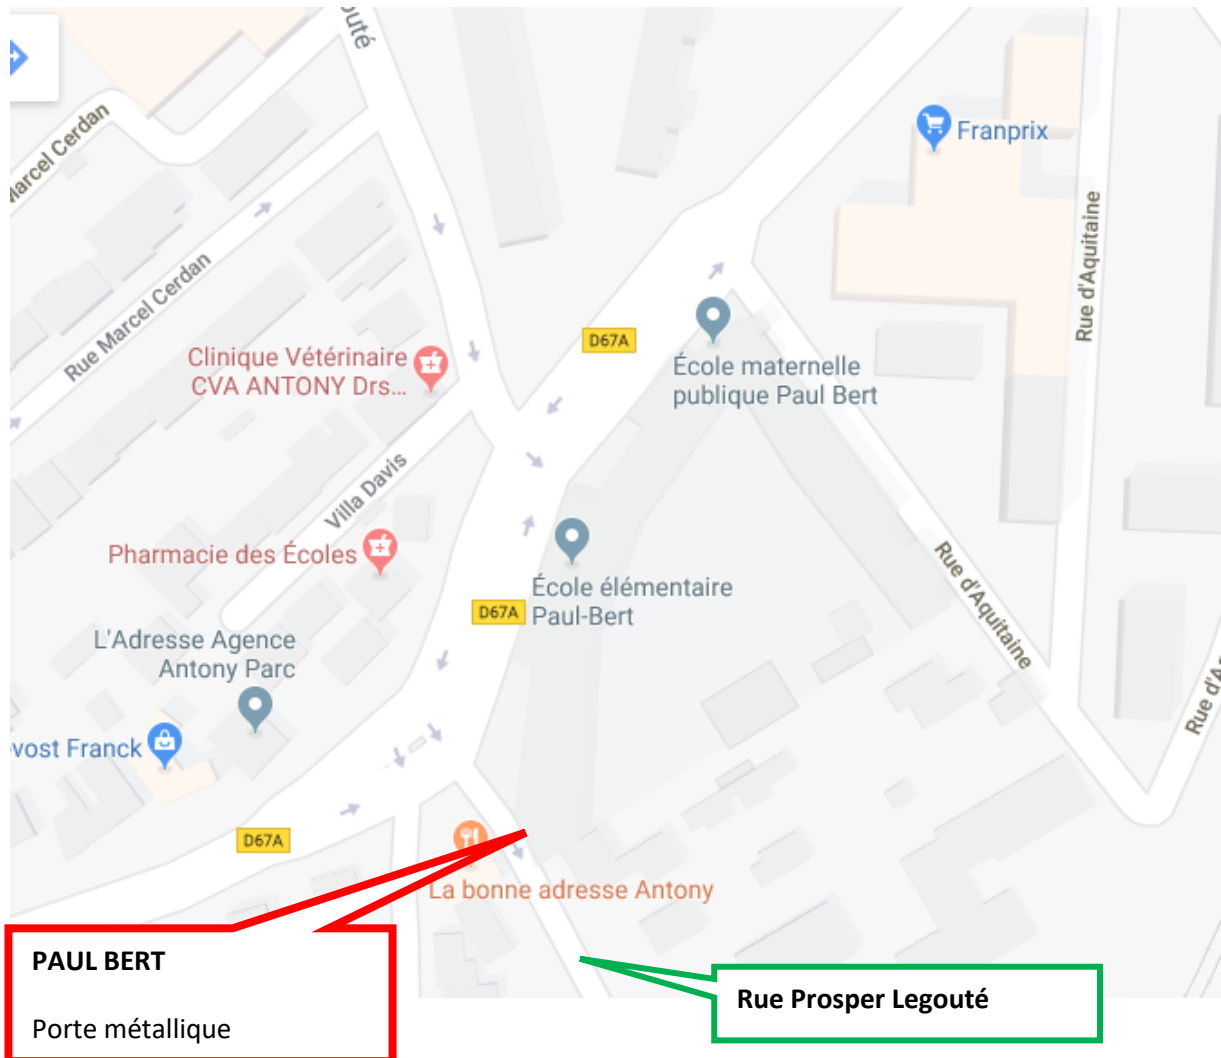 outé
Marcel Cerdan
Franprix
Rue d'Aquitaine
Rue Marcel Cerdan
D67A
Clinique Vétérinaire
CVA ANTONY Drs...
École maternelle
publique Paul Bert
Villa Davis
Pharmacie des Écoles
École élémentaire
Paul-Bert
D67A
Rue d'Aquitaine
L'Adresse Agence
Antony Parc
Rue d'A
vost Franck
D67A
La bonne adresse Antony
PAUL BERT
Porte métallique
Rue Prosper Legouté